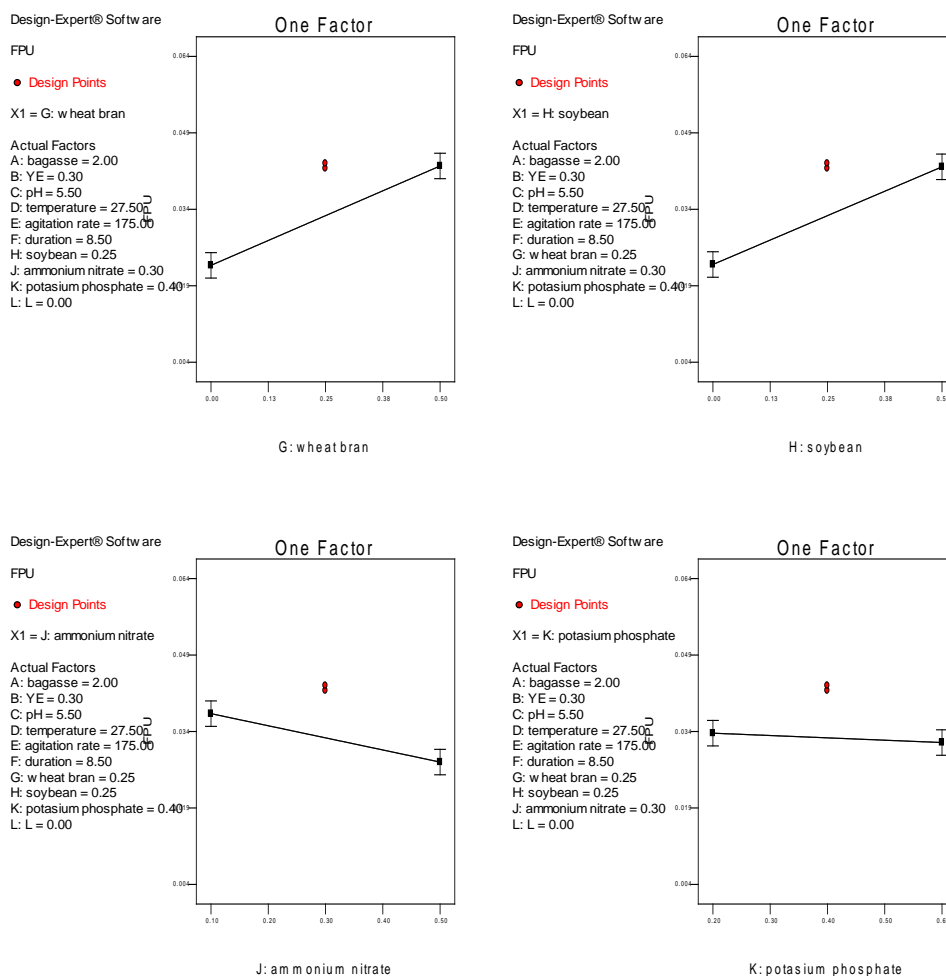 Design-Expert® Software
FPU
Design Points
X1 = G: wheat bran
Actual Factors
A: bagasse = 2.00
B: YE = 0.30
C: pH = 5.50
D: temperature = 27.50
E: agitation rate = 175.00
F: duration = 8.50
H: soybean = 0.25
J: ammonium nitrate = 0.30
K: potasium phosphate = 0.40
L: L = 0.00
One Factor
FPU
0.064
0.049
0.034
0.019
0.004
0.00 0.13 0.25 0.38 0.50
G: wheat bran
Design-Expert® Software
FPU
Design Points
X1 = H: soybean
Actual Factors
A: bagasse = 2.00
B: YE = 0.30
C: pH = 5.50
D: temperature = 27.50
E: agitation rate = 175.00
F: duration = 8.50
G: wheat bran = 0.25
J: ammonium nitrate = 0.30
K: potasium phosphate = 0.40
L: L = 0.00
One Factor
FPU
0.064
0.049
0.034
0.019
0.004
0.00 0.13 0.25 0.38
H: soybean
Design-Expert® Software
FPU
Design Points
X1 = J: ammonium nitrate
Actual Factors
A: bagasse = 2.00
B: YE = 0.30
C: pH = 5.50
D: temperature = 27.50
E: agitation rate = 175.00
F: duration = 8.50
G: wheat bran = 0.25
H: soybean = 0.25
K: potasium phosphate = 0.40
L: L = 0.00
One Factor
FPU
0.064
0.049
0.034
0.019
0.004
0.10 0.20 0.30 0.40 0.50
J: ammonium nitrate
Design-Expert® Software
FPU
Design Points
X1 = K: potasium phosphate
Actual Factors
A: bagasse = 2.00
B: YE = 0.30
C: pH = 5.50
D: temperature = 27.50
E: agitation rate = 175.00
F: duration = 8.50
G: wheat bran = 0.25
H: soybean = 0.25
J: ammonium nitrate = 0.30
L: L = 0.00
One Factor
FPU
0.064
0.049
0.034
0.019
0.004
0.20 0.30 0.40 0.50
K: potasium phosphate